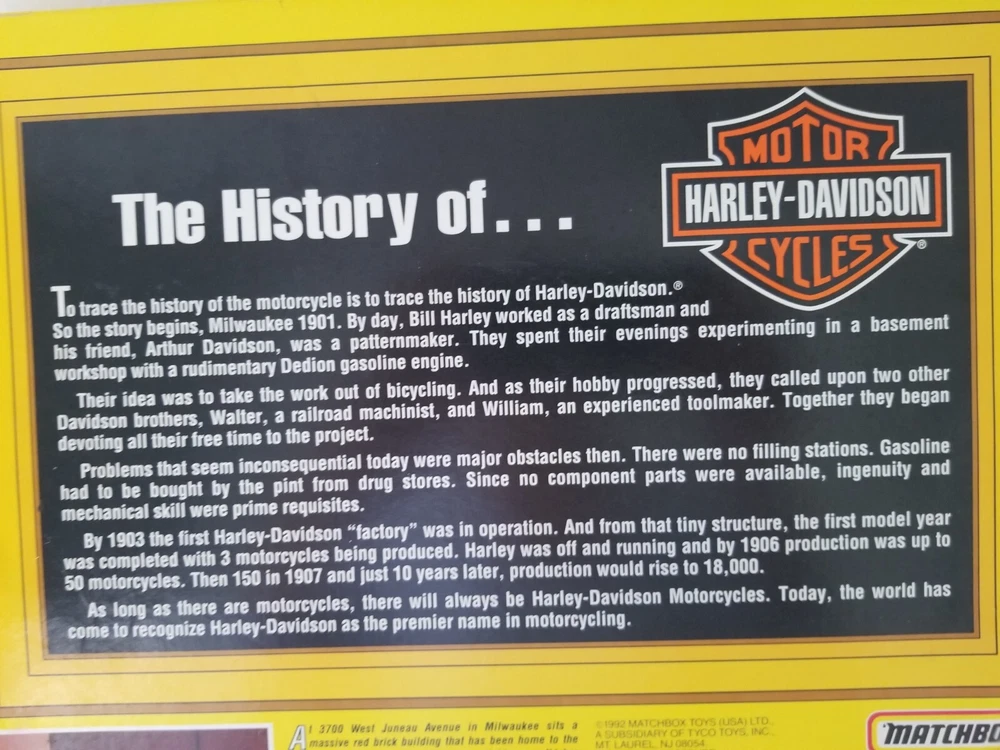 MOTOR
HARLEY-DAVIDSON
CYCLES
®
The History of...
To trace the history of the motorcycle is to trace the history of Harley-Davidson.®
So the story begins, Milwaukee 1901. By day, Bill Harley worked as a draftsman and
his friend, Arthur Davidson, was a patternmaker. They spent their evenings experimenting in a basement
workshop with a rudimentary Dedion gasoline engine.
Their idea was to take the work out of bicycling. And as their hobby progressed, they called upon two other
Davidson brothers, Walter, a railroad machinist, and William, an experienced toolmaker. Together they began
devoting all their free time to the project.
Problems that seem inconsequential today were major obstacles then. There were no filling stations. Gasoline
had to be bought by the pint from drug stores. Since no component parts were available, ingenuity and
mechanical skill were prime requisites.
By 1903 the first Harley-Davidson “factory” was in operation. And from that tiny structure, the first model year
was completed with 3 motorcycles being produced. Harley was off and running and by 1906 production was up to
50 motorcycles. Then 150 in 1907 and just 10 years later, production would rise to 18,000.
As long as there are motorcycles, there will always be Harley-Davidson Motorcycles. Today, the world has
come to recognize Harley-Davidson as the premier name in motorcycling.
At 3700 West Juneau Avenue in Milwaukee sits a
massive red brick building that has been home to the
©1992 MATCHBOX TOYS (USA) LTD.,
A SUBSIDIARY OF TYCO TOYS, INC.,
MT. LAUREL, NJ 08054.
"MATCHBO